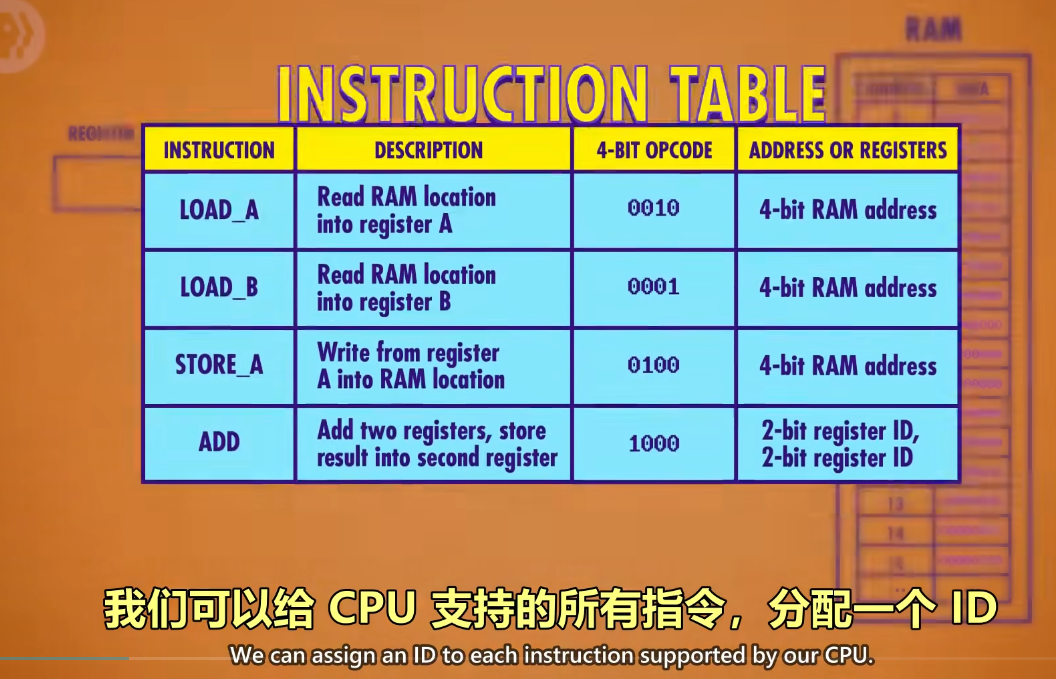 RAM
INSTRUCTION TABLE
INSTRUCTION
DESCRIPTION
4-BIT OPCODE
ADDRESS OR REGISTERS
LOAD_A
Read RAM location
into register A
0010
4-bit RAM address
LOAD_B
Read RAM location
into register B
0001
4-bit RAM address
STORE_A
Write from register
A into RAM location
0100
4-bit RAM address
ADD
Add two registers, store
result into second register
1000
2-bit register ID,
2-bit register ID
13
14
我们可以给 CPU 支持的所有指令，分配一个 ID
We can assign an ID to each instruction supported by our CPU.